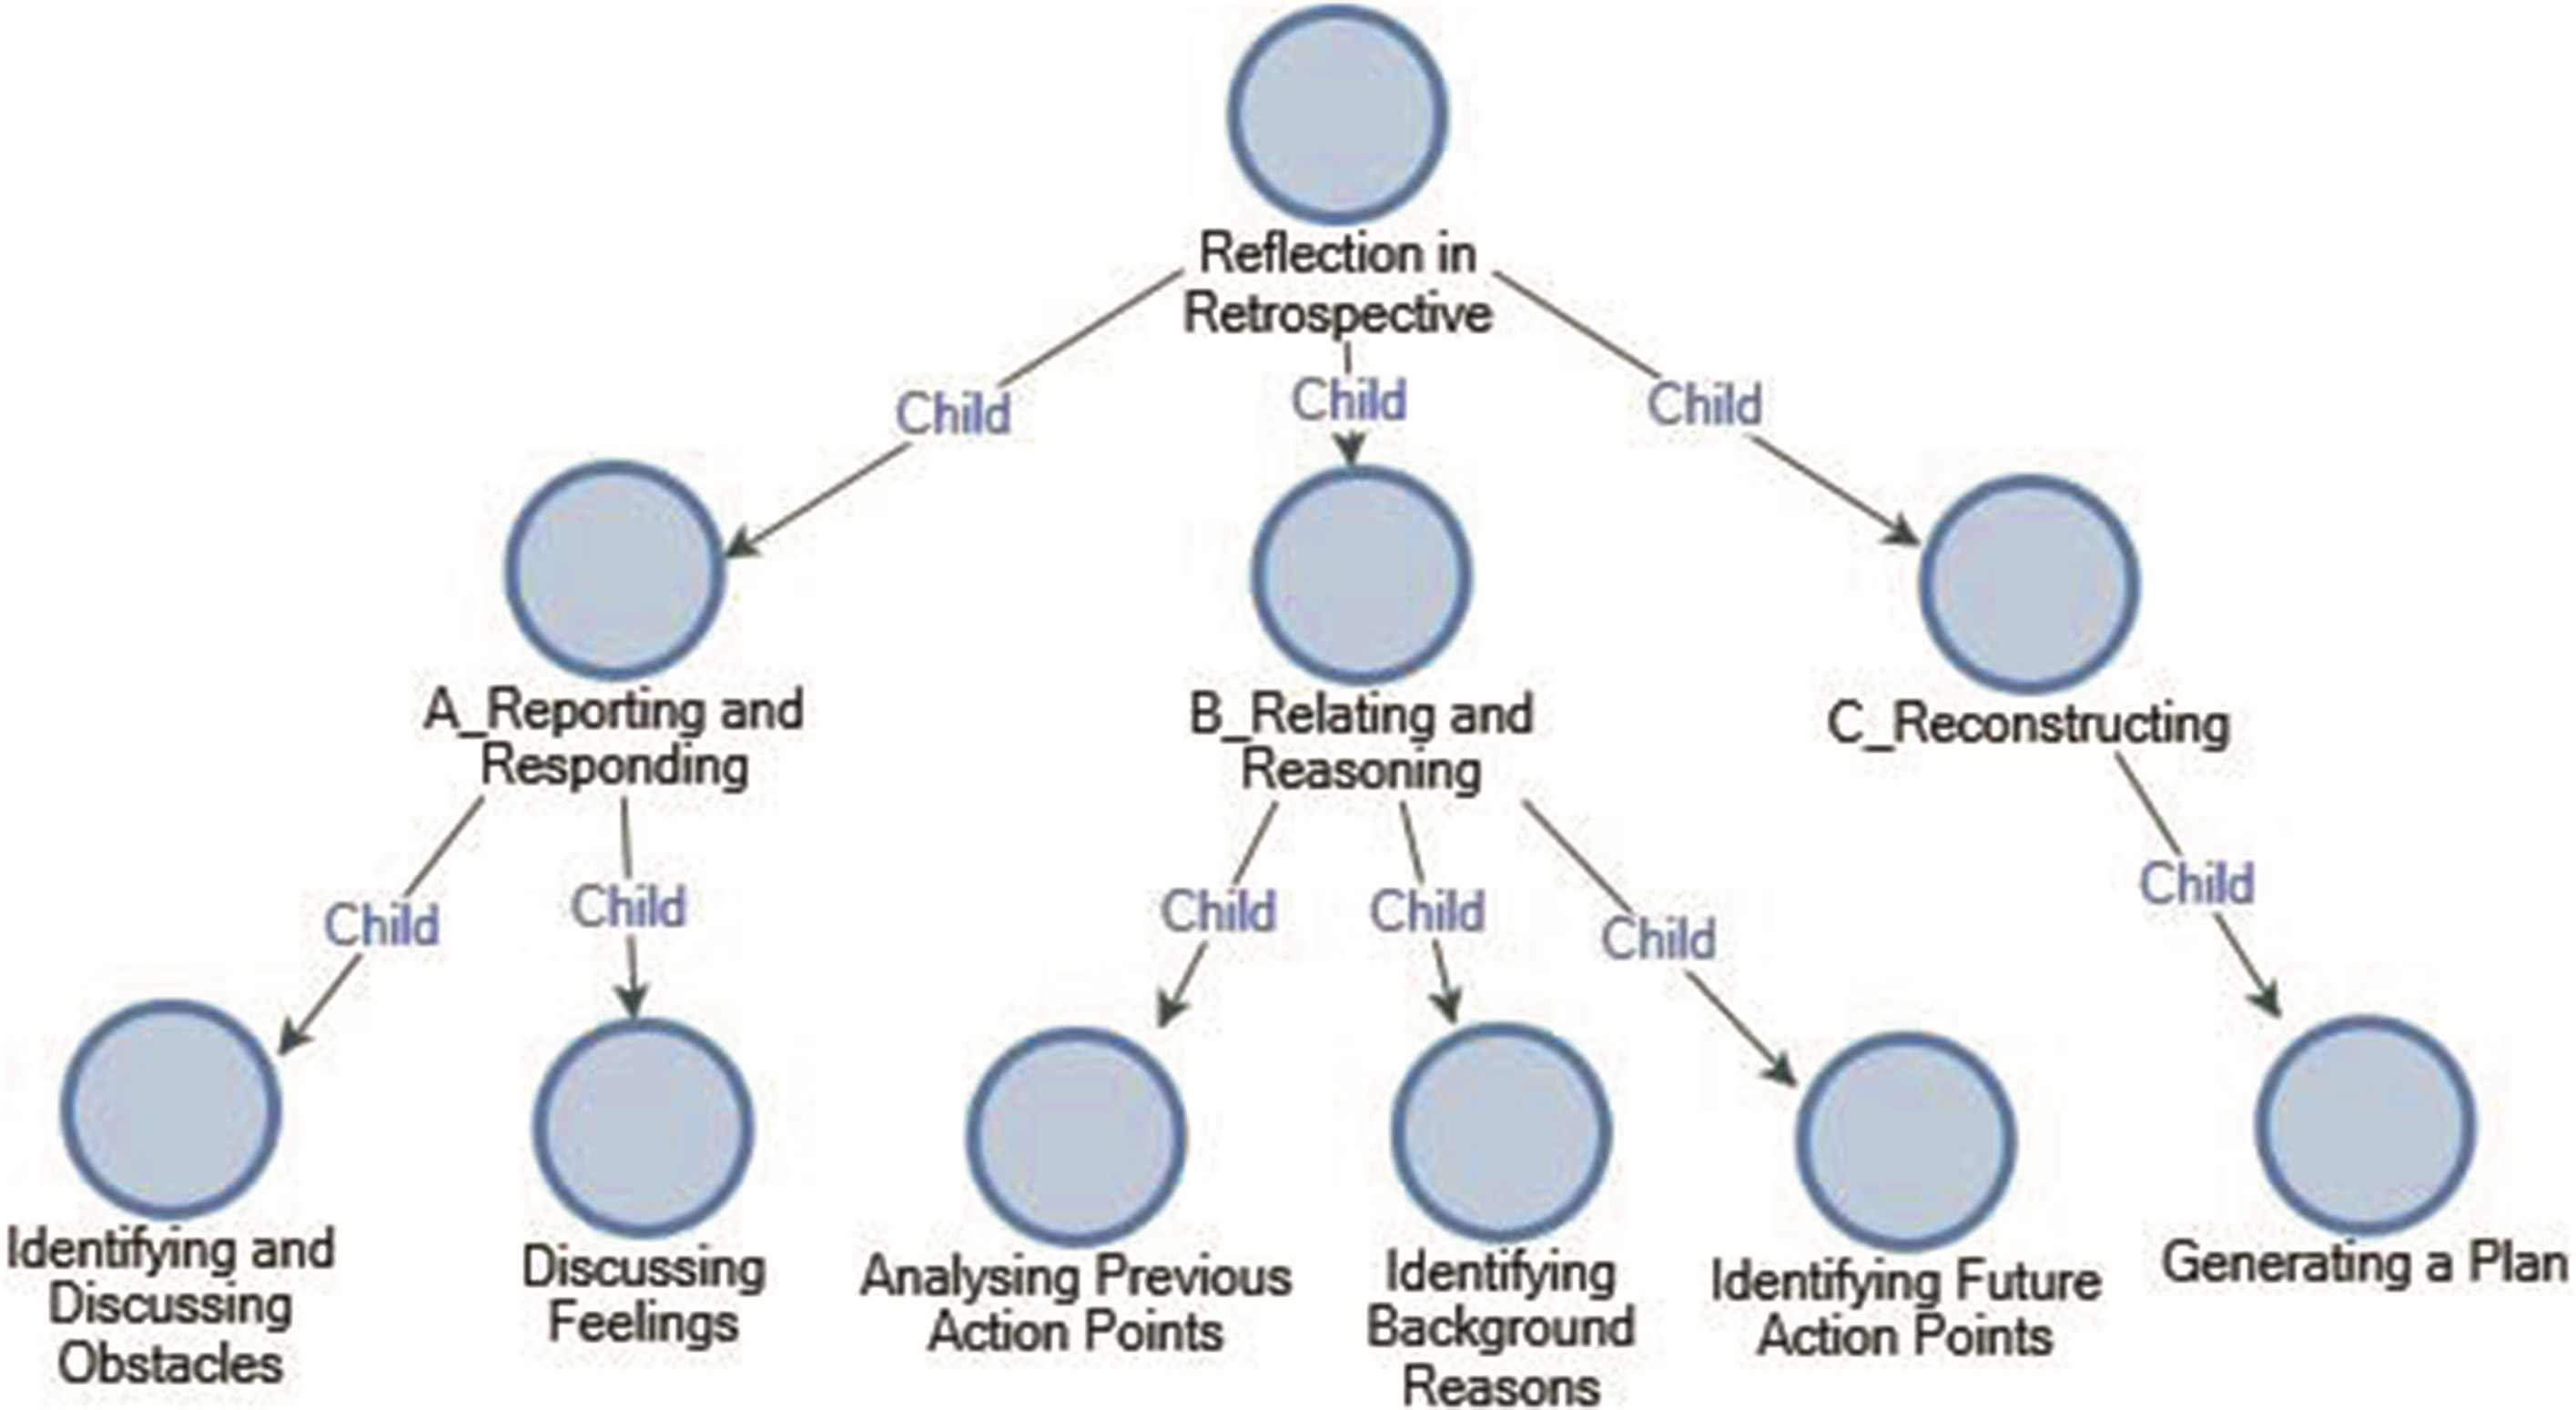 Reflection in
Retrospective
Child
Child
Child
A_Reporting and
Responding
B_Relating and
Reasoning
C_Reconstructing
Child
Child
Child
Child
Child
Child
Identifying and
Discussing
Obstacles
Discussing
Feelings
Analysing Previous
Action Points
Identifying
Background
Reasons
Identifying Future
Action Points
Generating a Plan